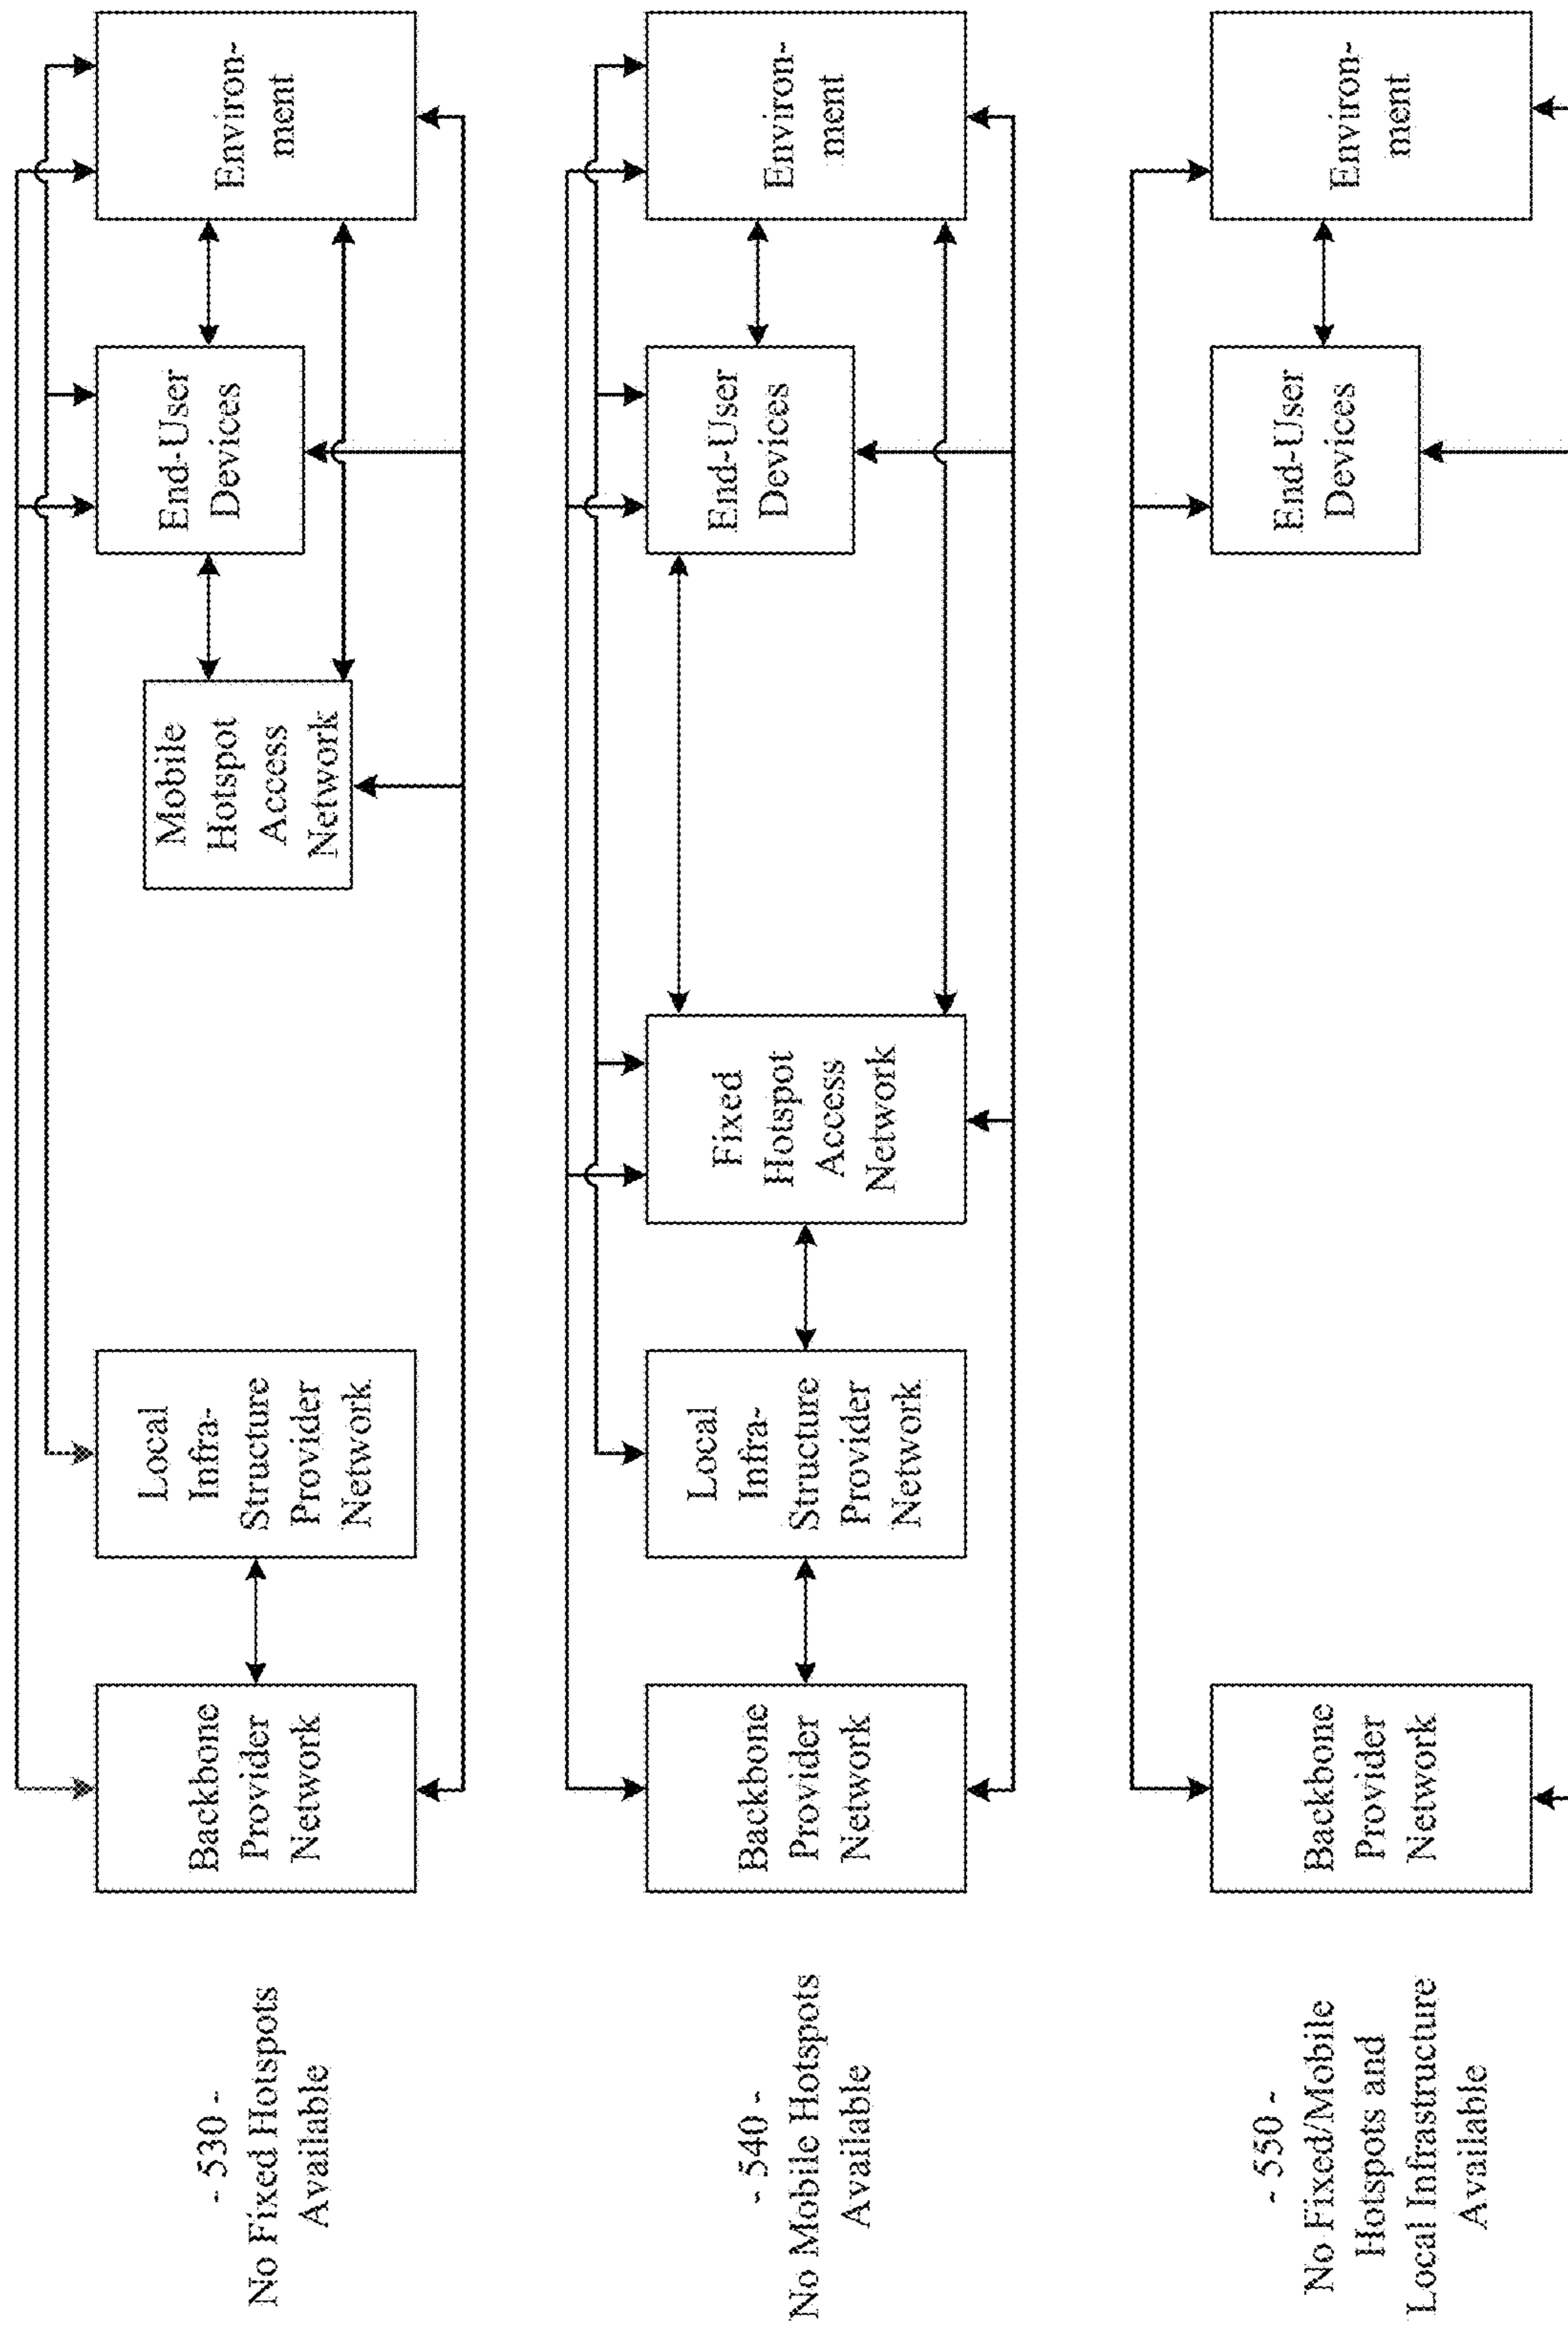 - 530 -
No Fixed Hotspots
Available
Backbone
Provider
Network
Local
Infra-
Structure
Provider
Network
Mobile
Hotspot
Access
Network
End-User
Devices
Environ-
ment
- 540 -
No Mobile Hotspots
Available
Backbone
Provider
Network
Local
Infra-
Structure
Provider
Network
Fixed
Hotspot
Access
Network
End-User
Devices
Environ-
ment
- 550 -
No Fixed/Mobile
Hotspots and
Local Infrastructure
Available
Backbone
Provider
Network
End-User
Devices
Environ-
ment